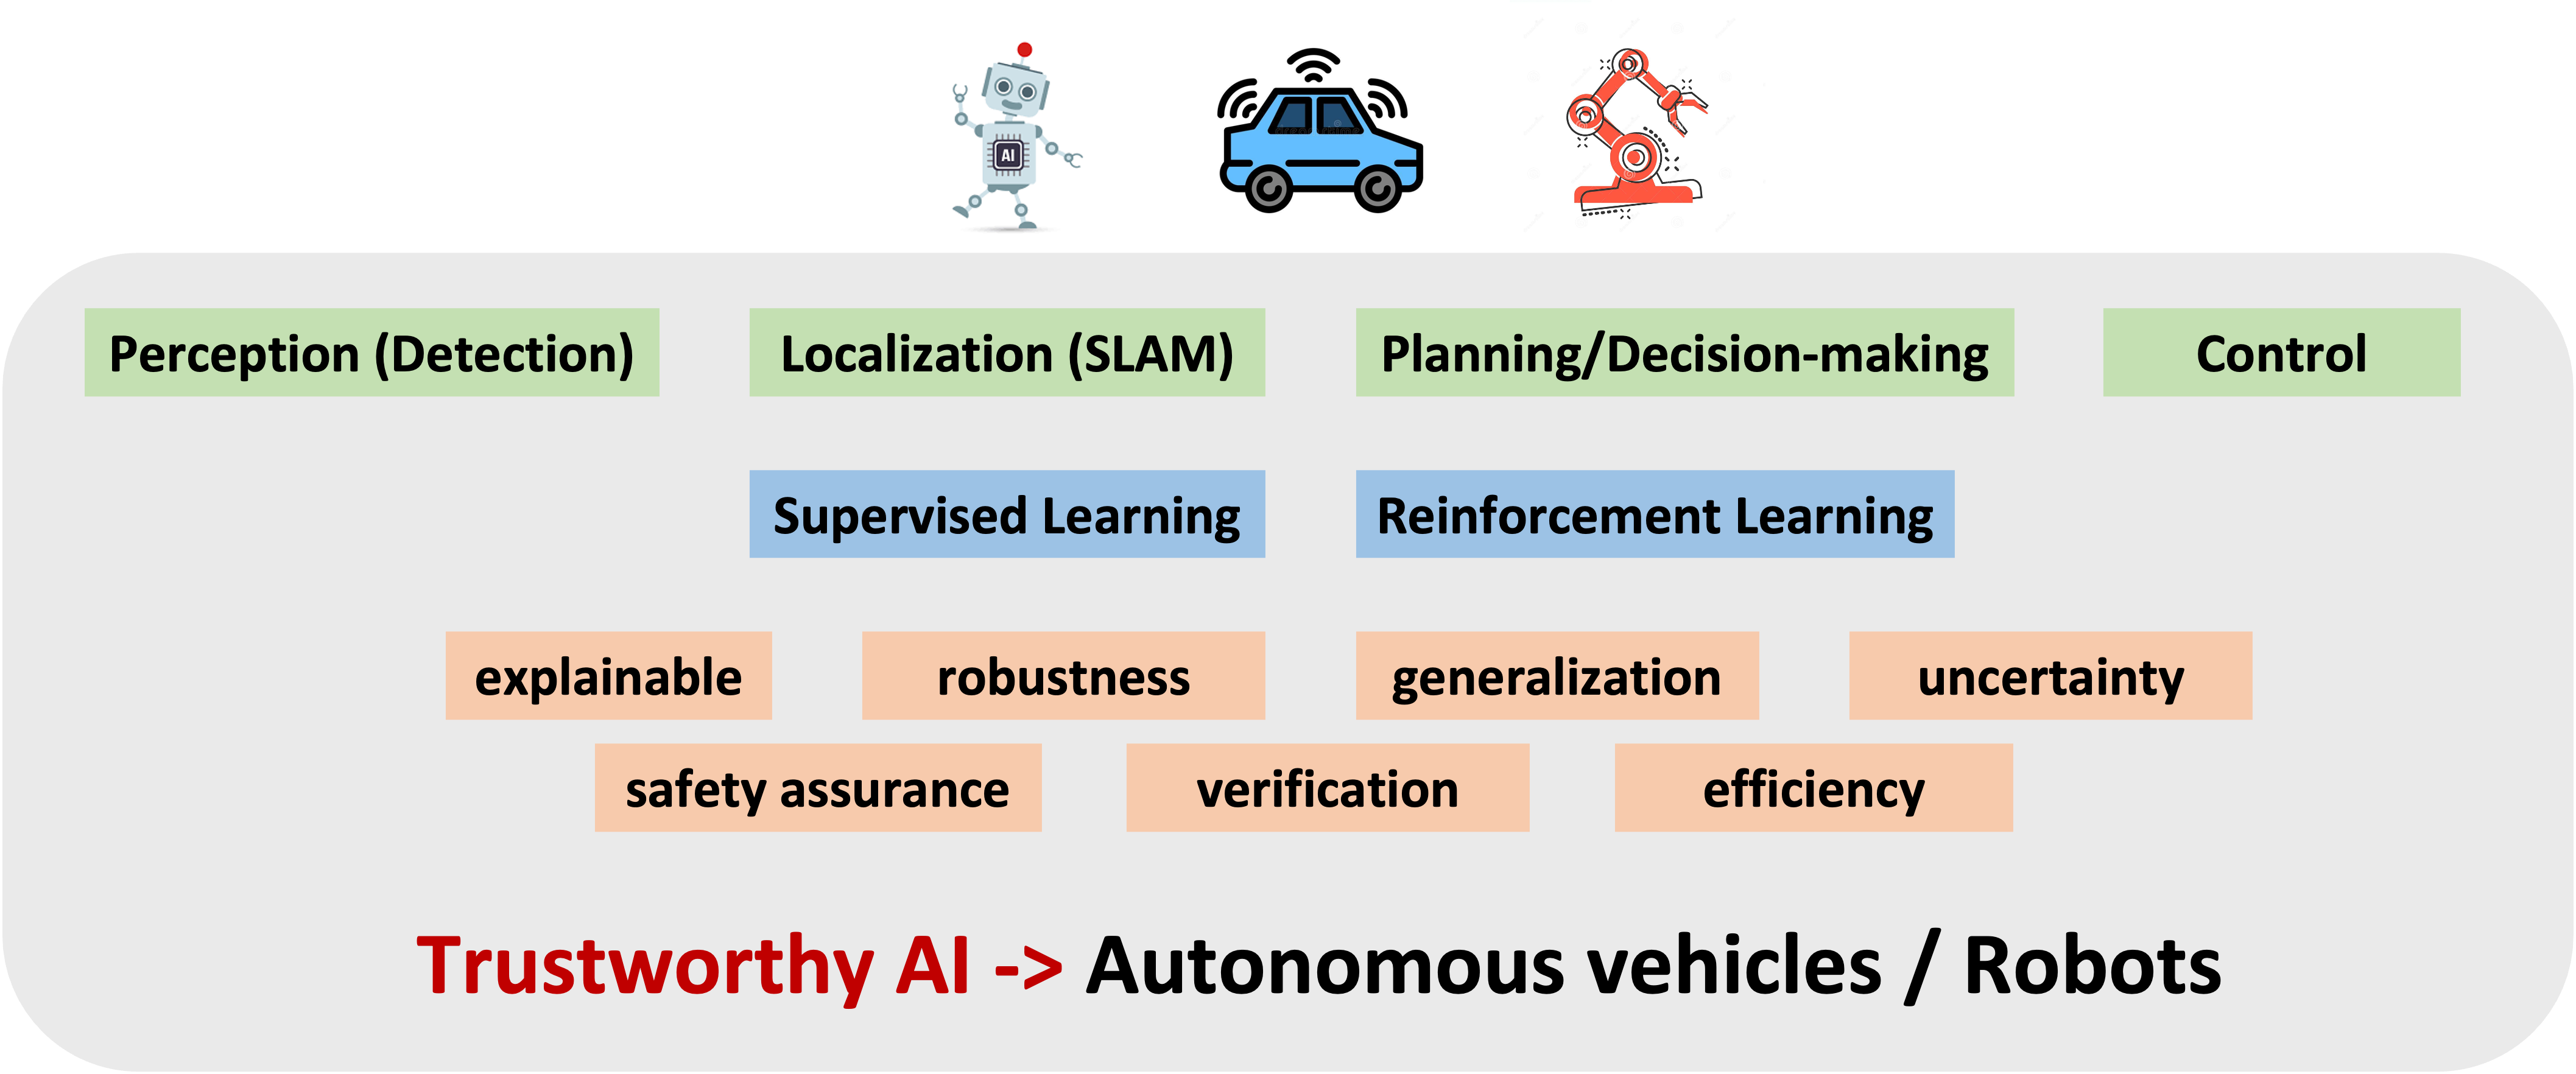 AI
Perception (Detection) Localization (SLAM) Planning/Decision-making Control
Supervised Learning Reinforcement Learning
explainable robustness generalization uncertainty
safety assurance verification efficiency
Trustworthy AI -> Autonomous vehicles / Robots